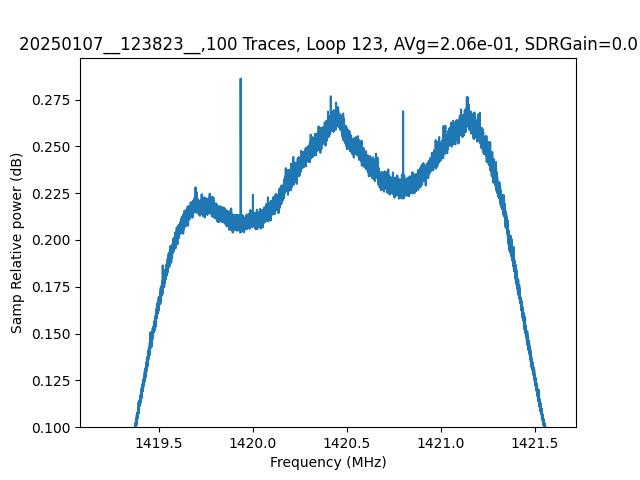 20250107__123823__,100 Traces, Loop 123, AVg=2.06e-01, SDRGain=0.0
0.275
0.250
0.225
0.200
0.175
0.150
0.125
0.100
Samp Relative power (dB)
1419.5 1420.0 1420.5 1421.0 1421.5
Frequency (MHz)